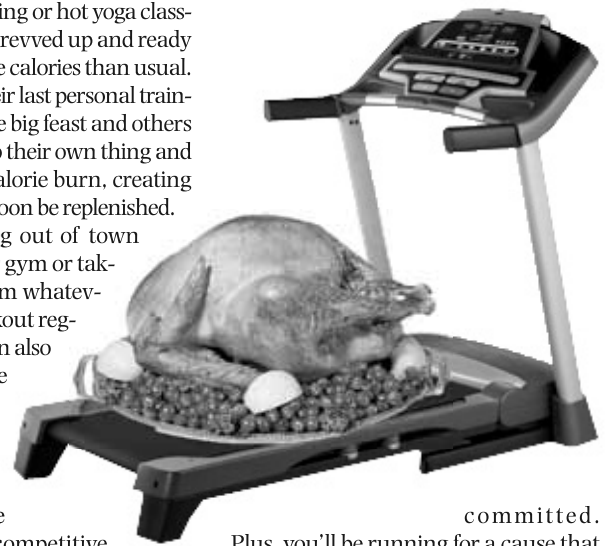 ing or hot yoga class-
revved up and ready
e calories than usual.
eir last personal train-
e big feast and others
o their own thing and
alorie burn, creating
oon be replenished.
g out of town
gym or tak-
m whatev-
kout reg-
n also
e
e
committed.
competitive
Plus, you'll be running for a cause that